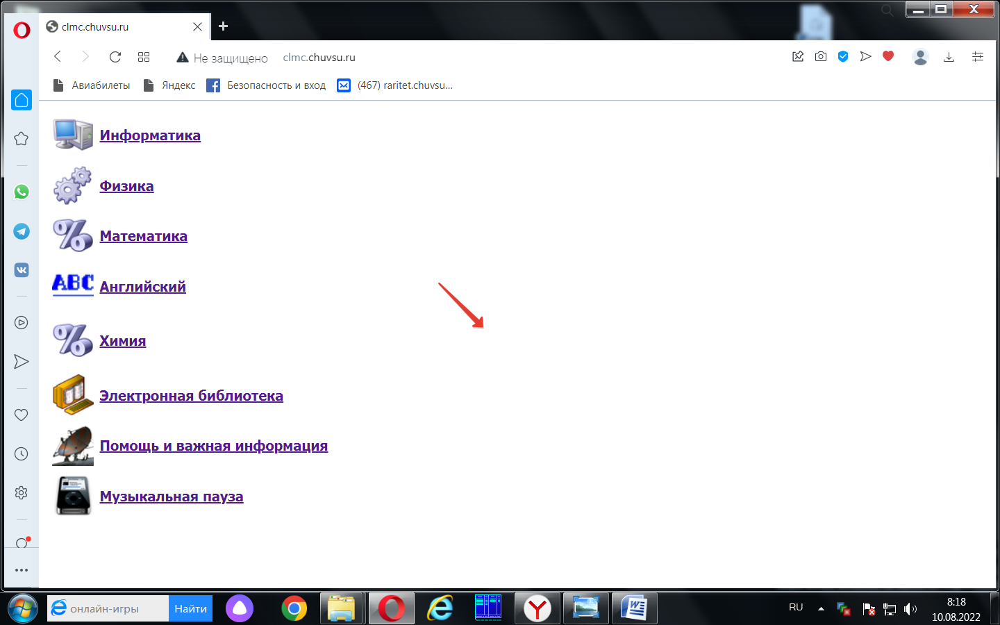 clmc.chuvsu.ru
Не защищено clmc.chuvsu.ru
Авиабилеты Яндекс Безопасность и вход (467) raritet.chuvsu...
Информатика
Физика
Математика
ABC Английский
Химия
Электронная библиотека
Помощь и важная информация
Музыкальная пауза
онлайн-игры Найти RU 8:18
10.08.2022